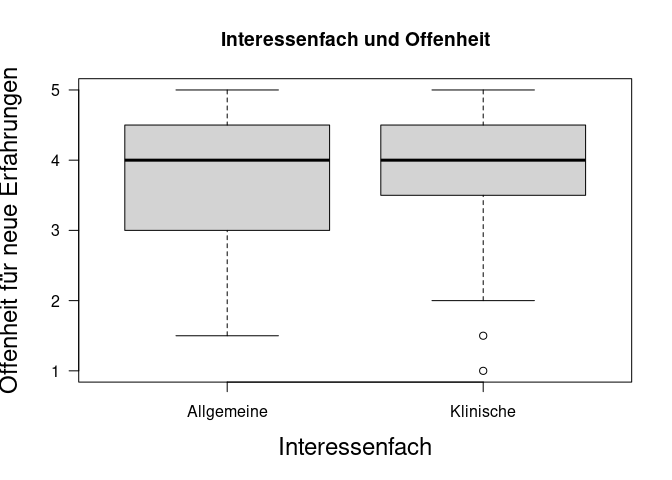 Interessenfach und Offenheit
Offenheit für neue Erfahrungen
5
4
3
2
1
Allgemeine
Klinische
Interessenfach